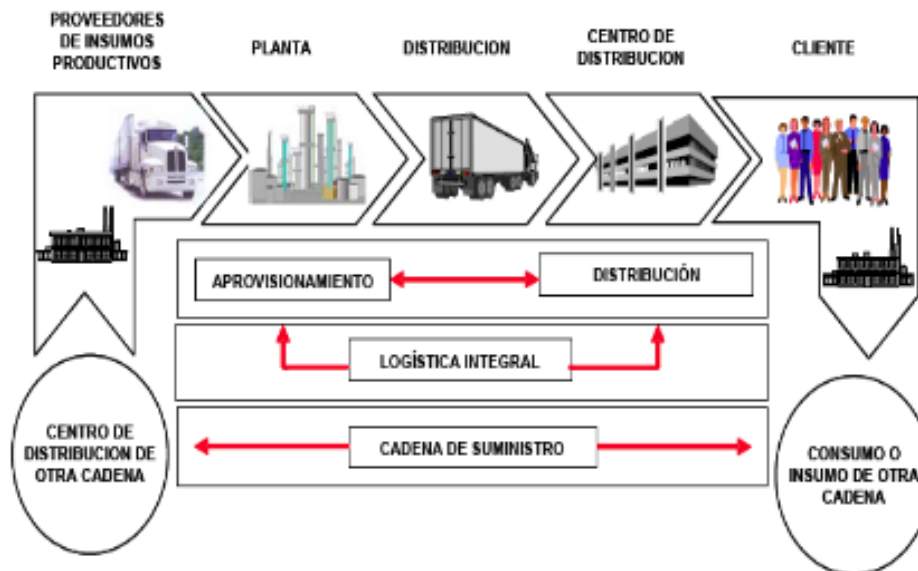 PROVEEDORES
DE INSUMOS
PRODUCTIVOS
PLANTA
DISTRIBUCION
CENTRO DE
DISTRIBUCION
CLIENTE
APROVISIONAMIENTO
DISTRIBUCIÓN
LOGÍSTICA INTEGRAL
CADENA DE SUMINISTRO
CENTRO DE
DISTRIBUCION DE
OTRA CADENA
CONSUMO O
INSUMO DE OTRA
CADENA